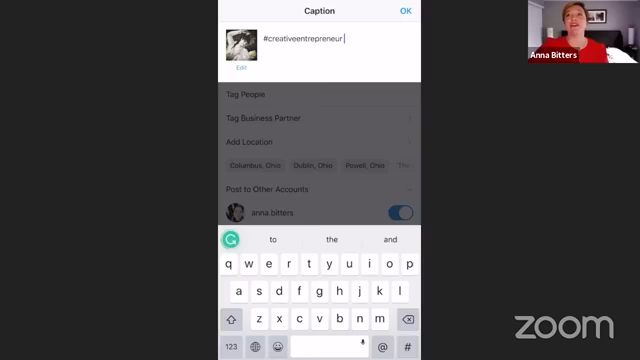 Caption
OK
#creativeentrepreneur
Edit
Tag People
Tag Business Partner
Add Location
Columbus, Ohio
Dublin, Ohio
Powell, Ohio
Post to Other Accounts
anna.bitters
to the and
q w e r t y u i o p
a s d f g h j k l
z x c v b n m
123 @ #
Anna Bitters
zoom